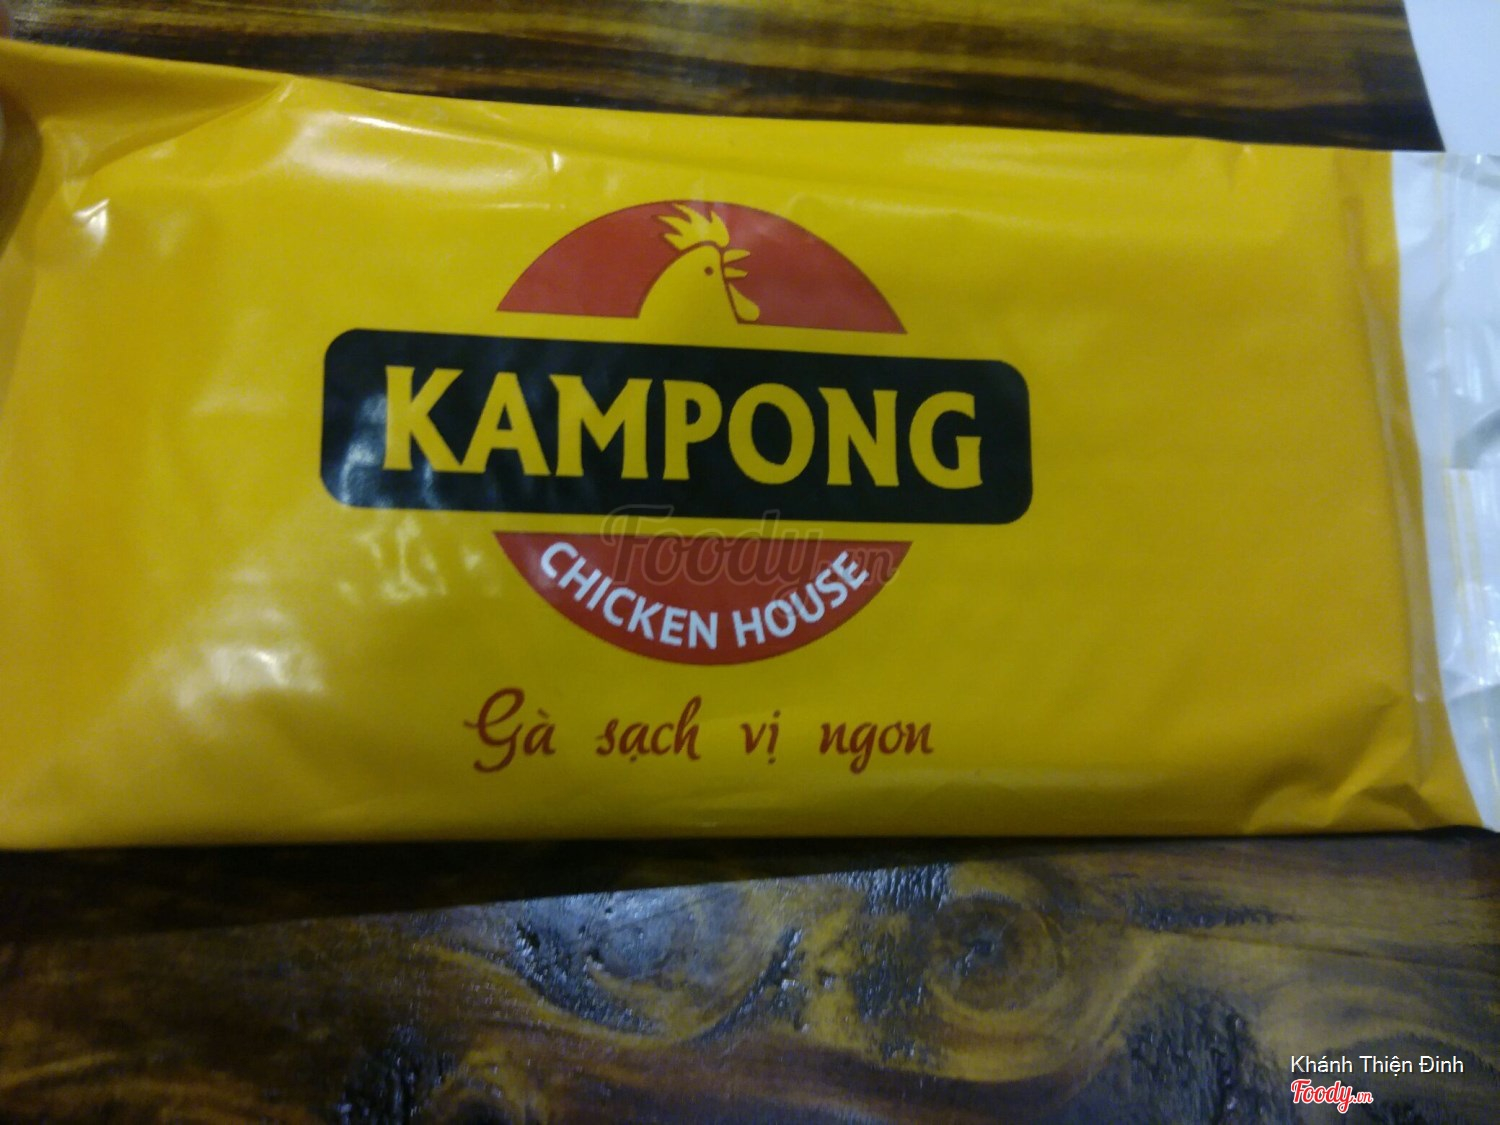 KAMPONG
Foody.vn
CHICKEN HOUSE
Gà sạch vị ngon
Khánh Thiện Đinh
Foody.vn